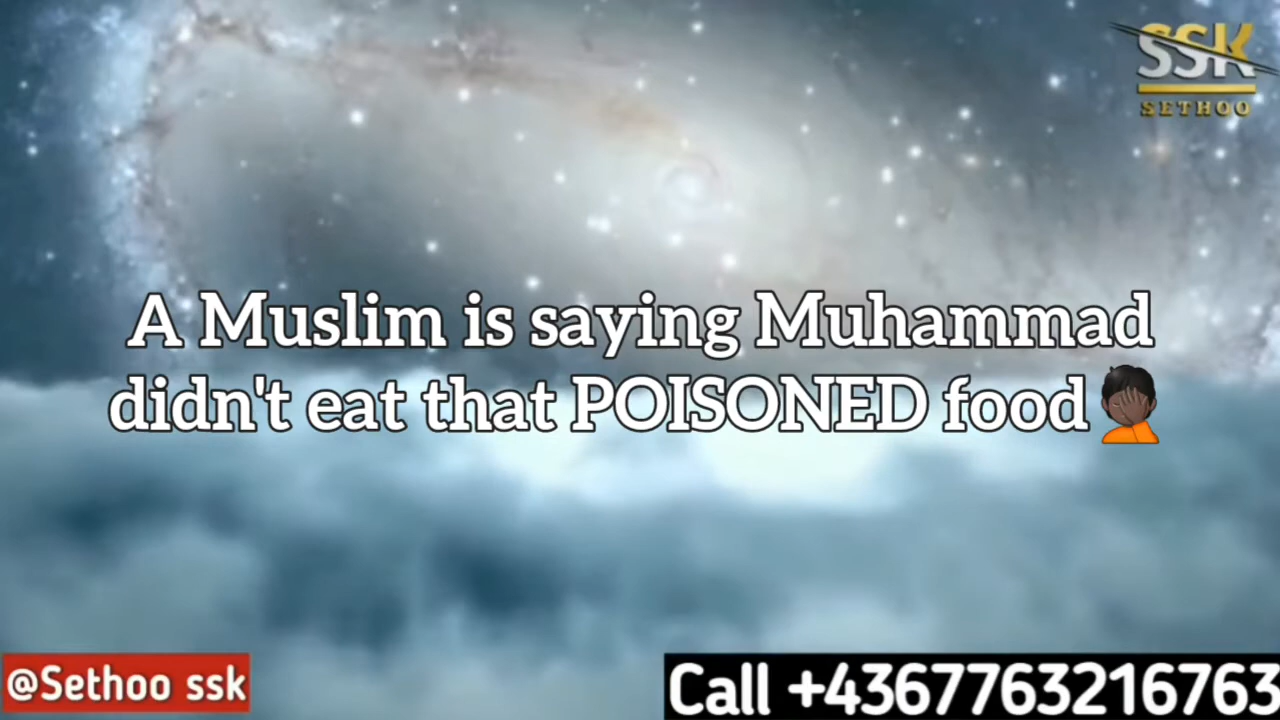 SSK
SETHOO
A Muslim is saying Muhammad
didn't eat that POISONED food🤦🏿
@Sethoo ssk
Call +4367763216763